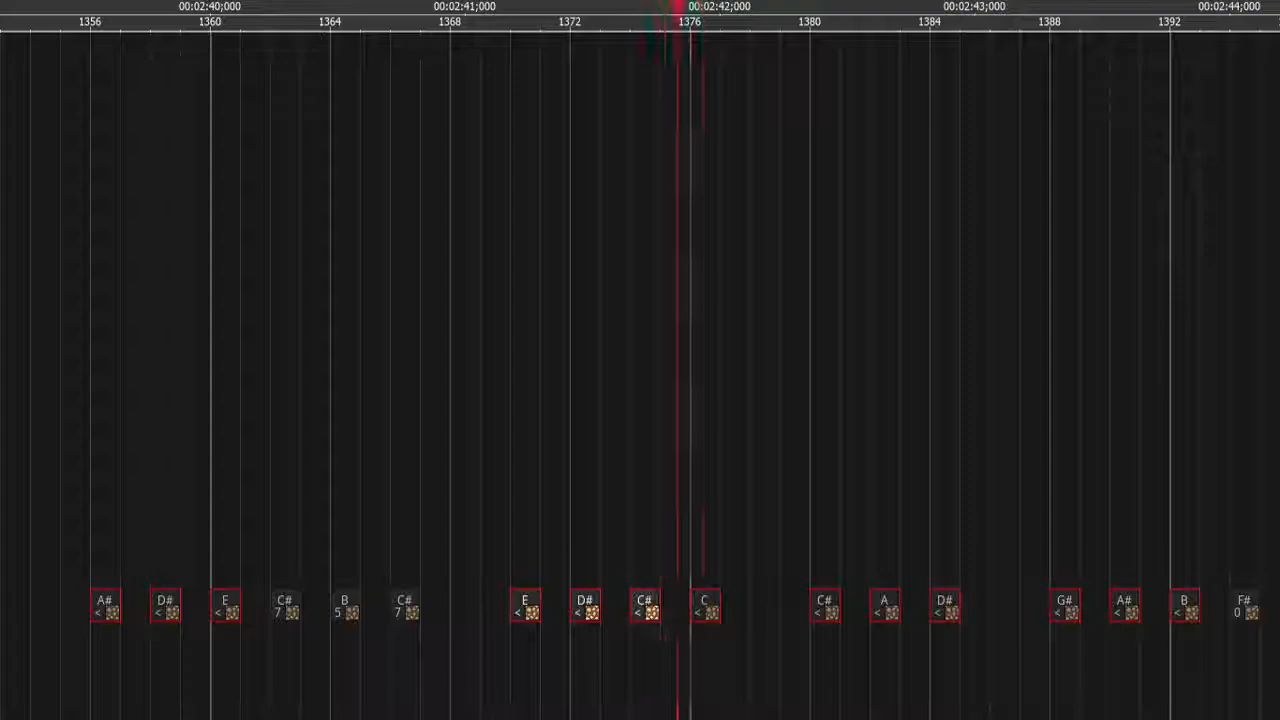 00:02:40;000 00:02:41;000 00:02:42;000 00:02:43;000 00:02:44;000
1356 1360 1364 1368 1372 1376 1380 1384 1388 1392
A# D# E C# B C# E D# C# C C# A D# G# A# B F#
< < < 7 5 7 < < < < < < < < < < 0